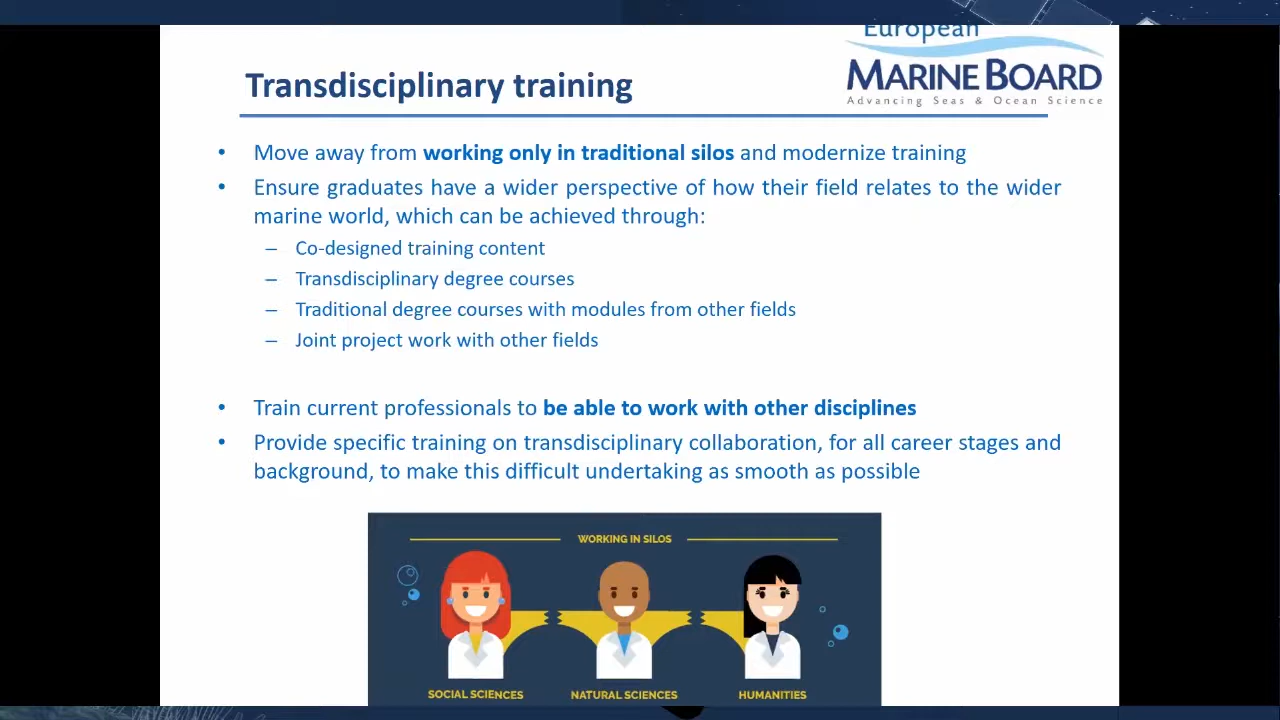 European
MARINE BOARD
Advancing Seas & Ocean Science
Transdisciplinary training
• Move away from working only in traditional silos and modernize training
• Ensure graduates have a wider perspective of how their field relates to the wider
marine world, which can be achieved through:
– Co-designed training content
– Transdisciplinary degree courses
– Traditional degree courses with modules from other fields
– Joint project work with other fields
• Train current professionals to be able to work with other disciplines
• Provide specific training on transdisciplinary collaboration, for all career stages and
background, to make this difficult undertaking as smooth as possible
WORKING IN SILOS
SOCIAL SCIENCES NATURAL SCIENCES HUMANITIES